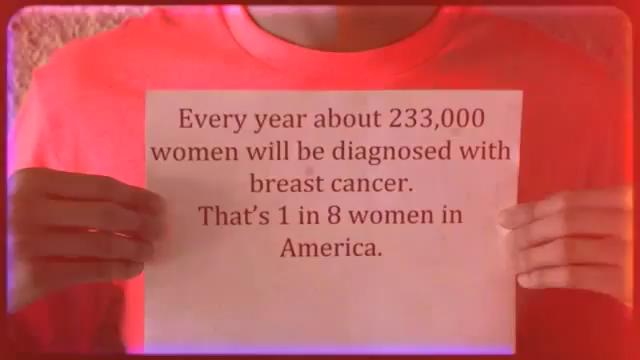 Every year about 233,000
women will be diagnosed with
breast cancer.
That's 1 in 8 women in
America.